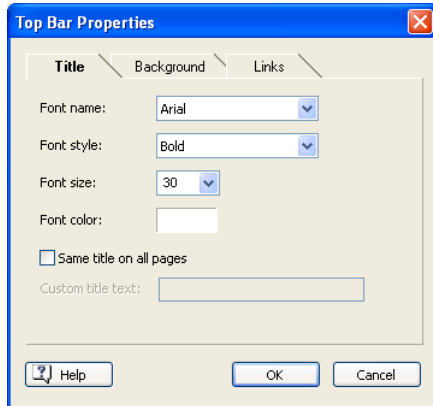 Top Bar Properties
Title Background Links
Font name: Arial
Font style: Bold
Font size: 30
Font color:
Same title on all pages
Custom title text:
Help OK Cancel